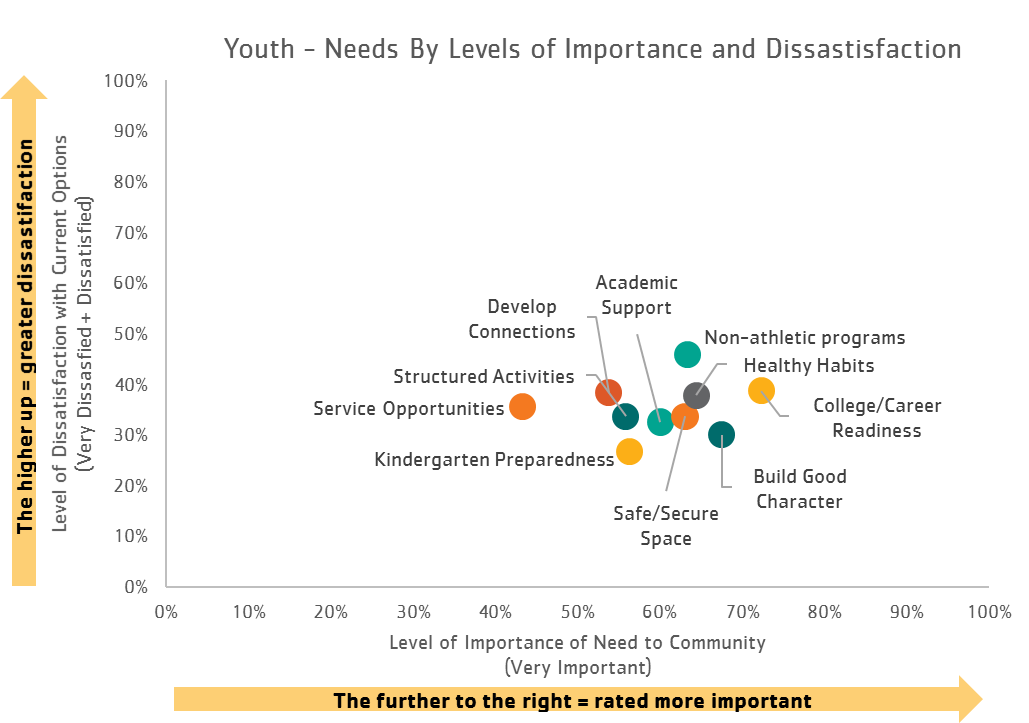 Youth – Needs By Levels of Importance and Dissastisfaction
The higher up = greater dissastifaction
Level of Dissatisfaction with Current Options
(Very Dissasfied + Dissatisfied)
100%
90%
80%
70%
60%
50%
40%
30%
20%
10%
0%
Academic
Support
Develop
Connections
Non-athletic programs
Healthy Habits
Structured Activities
Service Opportunities
College/Career
Readiness
Kindergarten Preparedness
Build Good
Character
Safe/Secure
Space
0%
10%
20%
30%
40%
50%
60%
70%
80%
90%
100%
Level of Importance of Need to Community
(Very Important)
The further to the right = rated more important